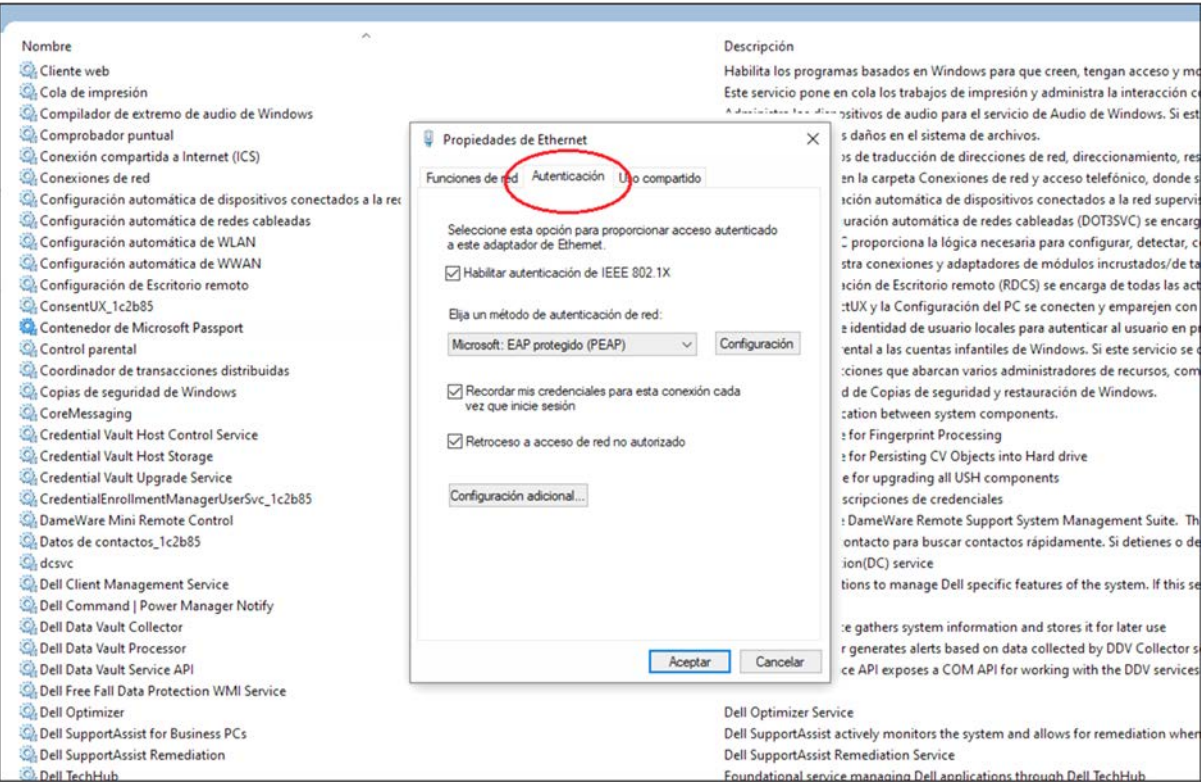 Nombre
Descripción
Cliente web
Habilita los programas basados en Windows para que creen, tengan acceso y mo
Cola de impresión
Este servicio pone en cola los trabajos de impresión y administra la interacción c
Compilador de extremo de audio de Windows
positivos de audio para el servicio de Audio de Windows. Si est
Propiedades de Ethernet
Comprobador puntual
s daños en el sistema de archivos.
Conexión compartida a Internet (ICS)
os de traducción de direcciones de red, direccionamiento, res
Funciones de red
Autenticación
Uso compartido
Conexiones de red
en la carpeta Conexiones de red y acceso telefónico, donde s
Configuración automática de dispositivos conectados a la red
ación automática de dispositivos conectados a la red supervi
Configuración automática de redes cableadas
uración automática de redes cableadas (DOT3SVC) se encarg
Seleccione esta opción para proporcionar acceso autenticado
a este adaptador de Ethernet.
Configuración automática de WLAN
C proporciona la lógica necesaria para configurar, detectar, c
Configuración automática de WWAN
stra conexiones y adaptadores de módulos incrustados/de ta
Habilitar autenticación de IEEE 802.1X
Configuración de Escritorio remoto
ación de Escritorio remoto (RDCS) se encarga de todas las act
ConsentUX_1c2b85
tUX y la Configuración del PC se conecten y emparejen con
Elija un método de autenticación de red:
Contenedor de Microsoft Passport
e identidad de usuario locales para autenticar al usuario en pr
Microsoft: EAP protegido (PEAP)
Configuración
Control parental
rental a las cuentas infantiles de Windows. Si este servicio se d
Coordinador de transacciones distribuidas
cciones que abarcan varios administradores de recursos, com
Copias de seguridad de Windows
d de Copias de seguridad y restauración de Windows.
Recordar mis credenciales para esta conexión cada
vez que inicie sesión
CoreMessaging
cation between system components.
Credential Vault Host Control Service
e for Fingerprint Processing
Retroceso a acceso de red no autorizado
Credential Vault Host Storage
e for Persisting CV Objects into Hard drive
Credential Vault Upgrade Service
e for upgrading all USH components
CredentialEnrollmentManagerUserSvc_1c2b85
scripciones de credenciales
Configuración adicional...
DameWare Mini Remote Control
e DameWare Remote Support System Management Suite. Th
Datos de contactos_1c2b85
ontacto para buscar contactos rápidamente. Si detienes o de
dcsvc
ion(DC) service
Dell Client Management Service
tions to manage Dell specific features of the system. If this se
Dell Command | Power Manager Notify
Dell Data Vault Collector
ce gathers system information and stores it for later use
Dell Data Vault Processor
r generates alerts based on data collected by DDV Collector s
Aceptar
Cancelar
Dell Data Vault Service API
ce API exposes a COM API for working with the DDV services
Dell Free Fall Data Protection WMI Service
Dell Optimizer
Dell Optimizer Service
Dell SupportAssist for Business PCs
Dell SupportAssist actively monitors the system and allows for remediation when
Dell SupportAssist Remediation
Dell SupportAssist Remediation Service
Dell TechHub
Foundational service managing Dell applications through Dell TechHub